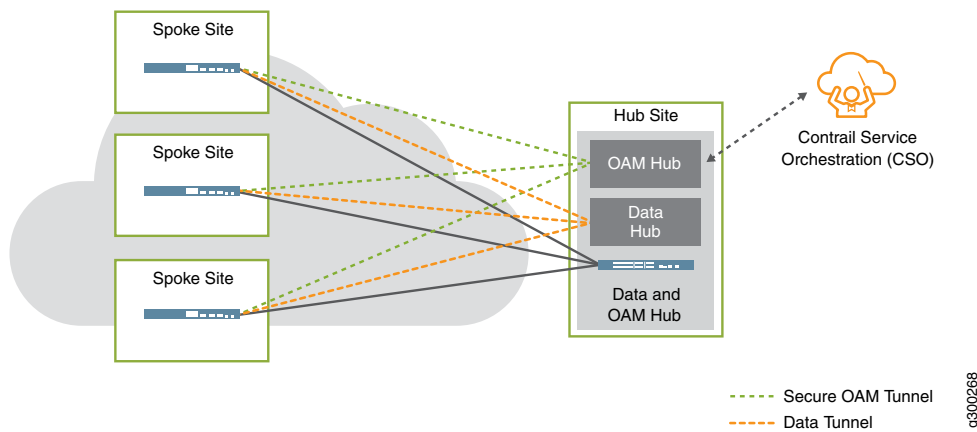 Spoke Site
Spoke Site
Spoke Site
Hub Site
OAM Hub
Data
Hub
Data and
OAM Hub
Contrail Service
Orchestration (CSO)
Secure OAM Tunnel
Data Tunnel
g300268